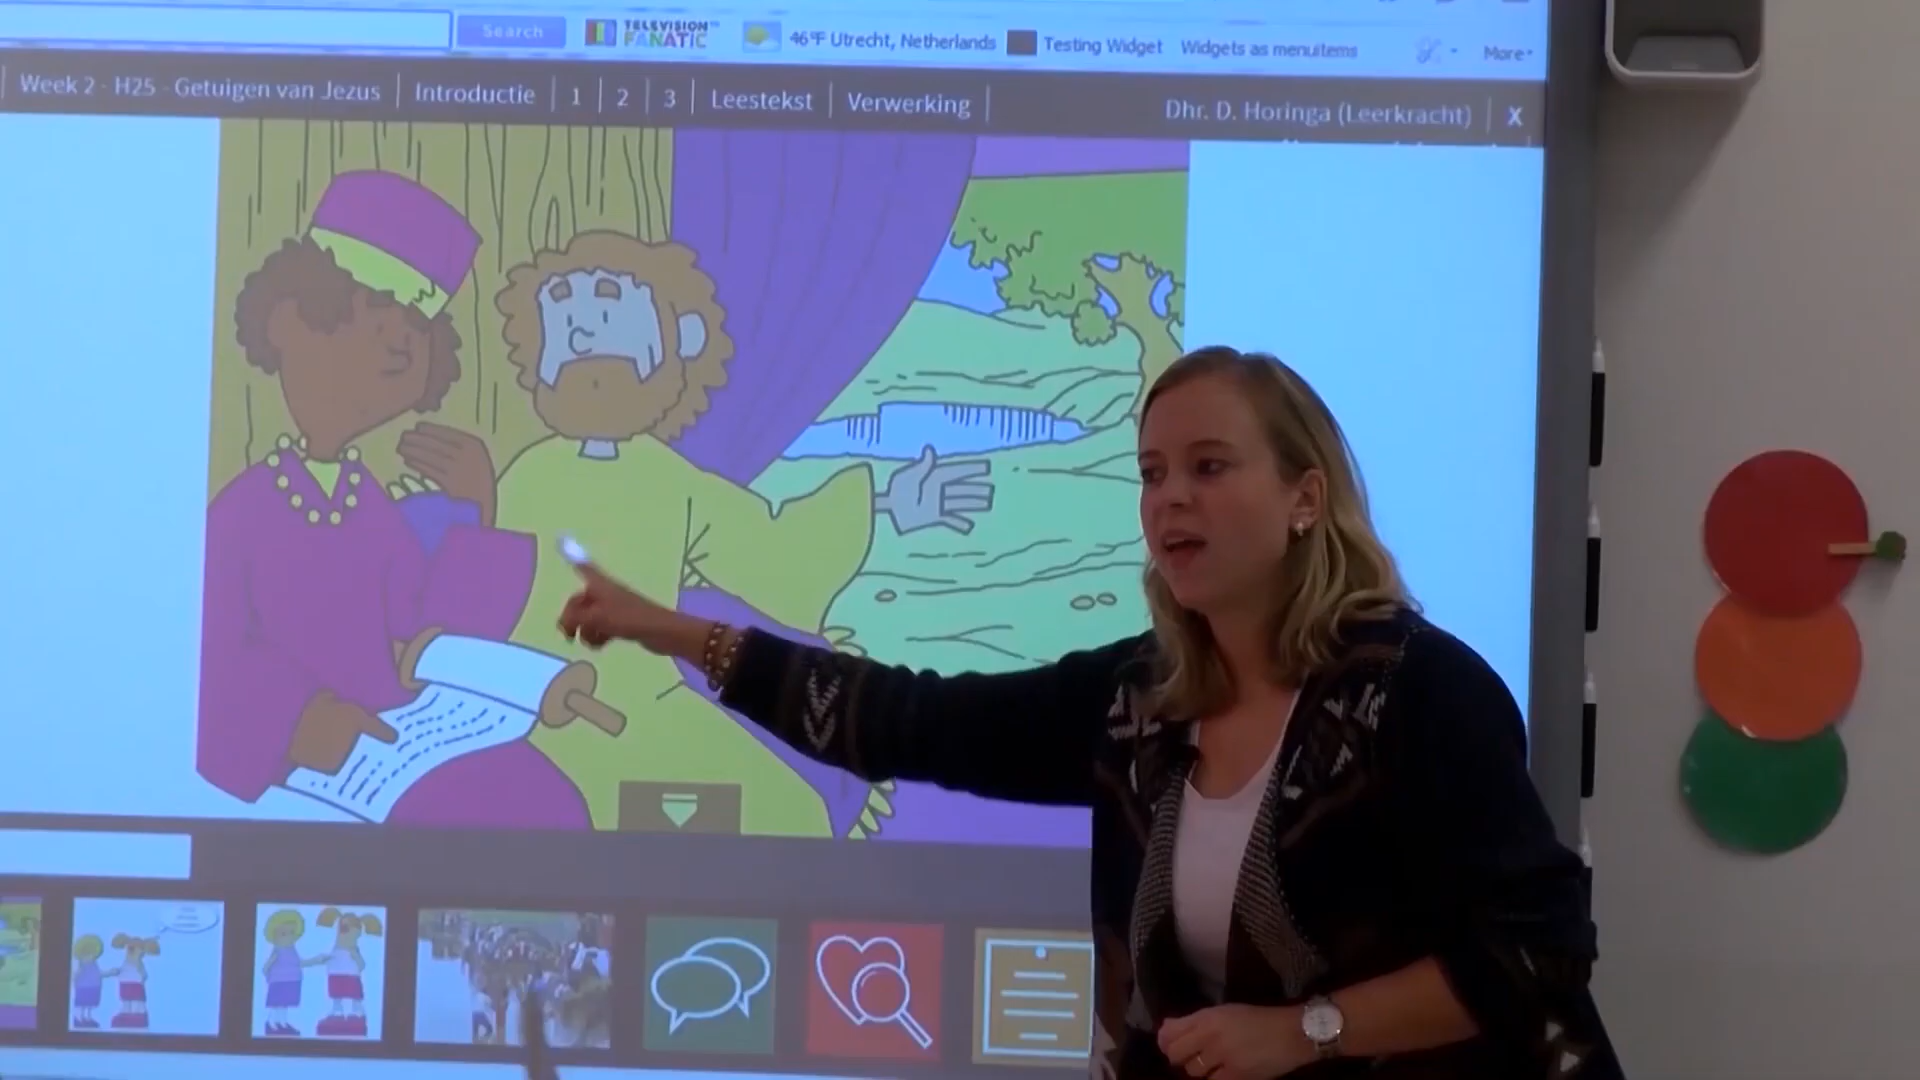 Search TELEVISION FANATIC 46°F Utrecht, Netherlands Testing Widget Widgets as menuitems More
Week 2 - H25 - Getuigen van Jezus Introductie 1 2 3 Leestekst Verwerking Dhr. D. Horinga (Leerkracht) X